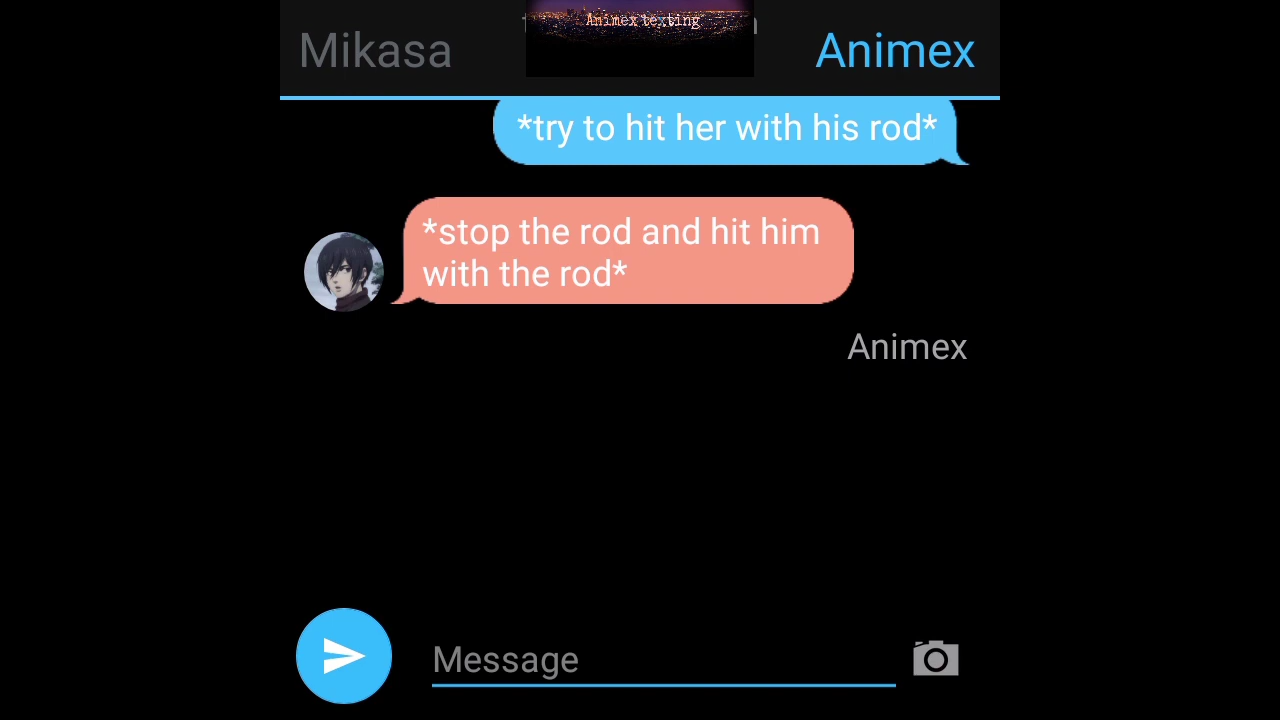 Mikasa
Animex texting
Animex
*try to hit her with his rod*
*stop the rod and hit him
with the rod*
Animex
Message